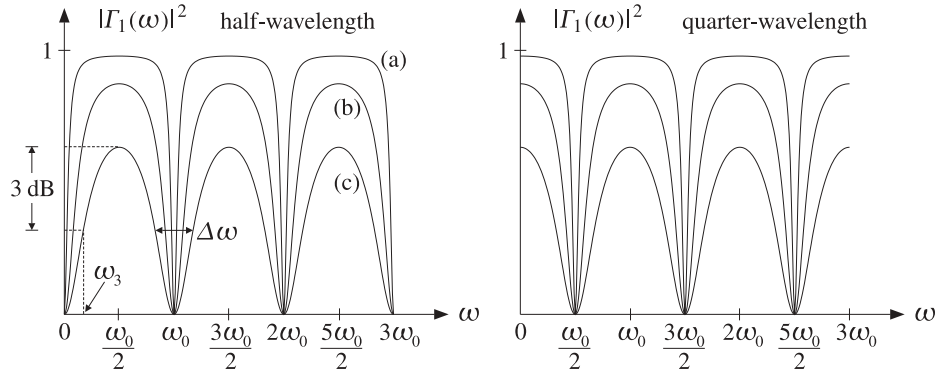 |Γ₁(ω)|² half-wavelength
1
(a)
(b)
(c)
3 dB
Δω
ω₃
0 ω₀/2 ω₀ 3ω₀/2 2ω₀ 5ω₀/2 3ω₀ ω
|Γ₁(ω)|² quarter-wavelength
1
0 ω₀/2 ω₀ 3ω₀/2 2ω₀ 5ω₀/2 3ω₀ ω